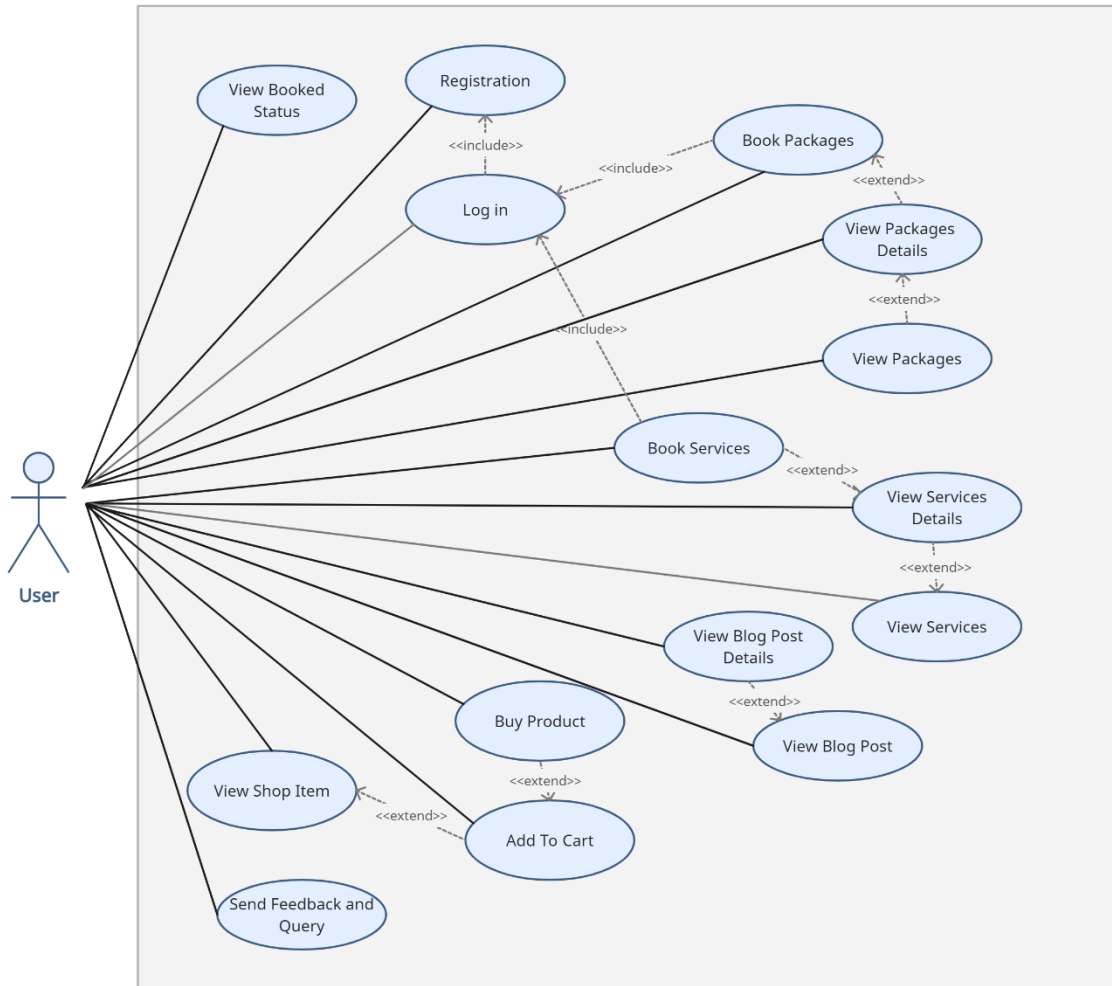 View Booked
Status
Registration
<<include>>
Book Packages
<<include>>
<<extend>>
Log in
View Packages
Details
<<extend>>
<<include>>
View Packages
Book Services
<<extend>>
View Services
Details
<<extend>>
User
View Services
View Blog Post
Details
<<extend>>
Buy Product
View Blog Post
<<extend>>
View Shop Item
<<extend>>
Add To Cart
Send Feedback and
Query